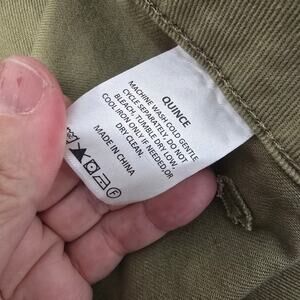 QUINCE
MACHINE WASH COLD GENTLE
CYCLE SEPARATELY, DO NOT
BLEACH. TUMBLE DRY LOW,
COOL IRON ONLY IF NEEDED,OR
DRY CLEAN.
MADE IN CHINA
F